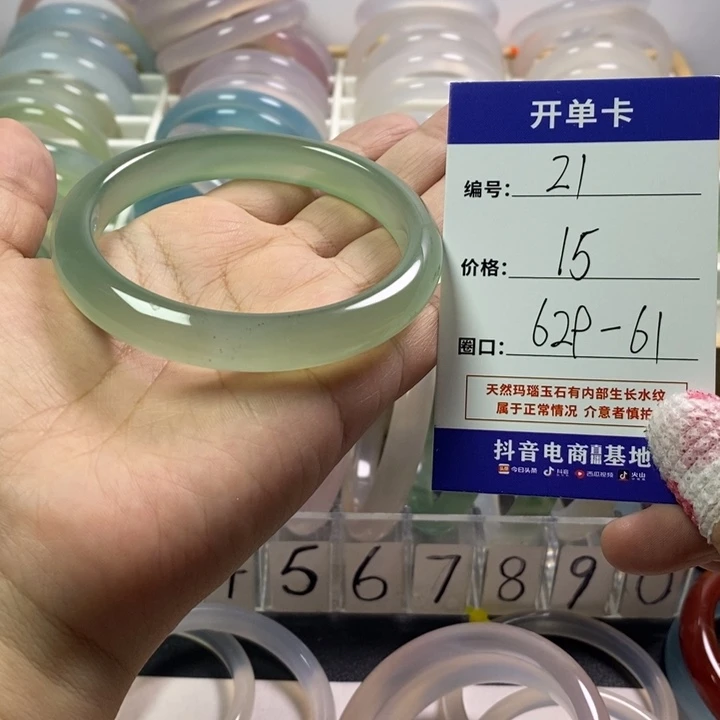 开单卡
编号: 21
价格: 15
圈口: 62P-61
天然玛瑙玉石有内部生长水纹
属于正常情况 介意者慎拍
抖音电商直播基地
今日头条 抖音 西瓜视频 火山
5 6 7 8 9 0